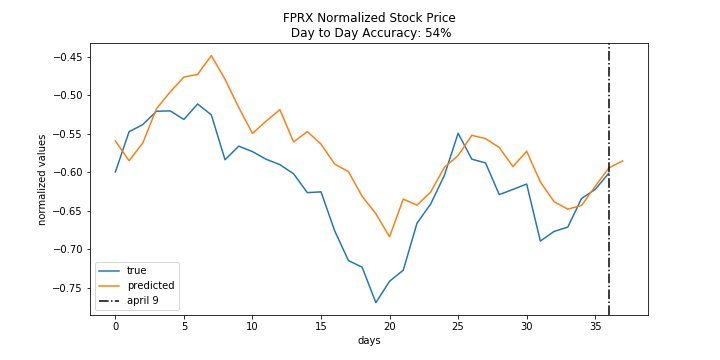 FPRX Normalized Stock Price
Day to Day Accuracy: 54%
normalized values
−0.45
−0.50
−0.55
−0.60
−0.65
−0.70
−0.75
true
predicted
april 9
0 5 10 15 20 25 30 35
days